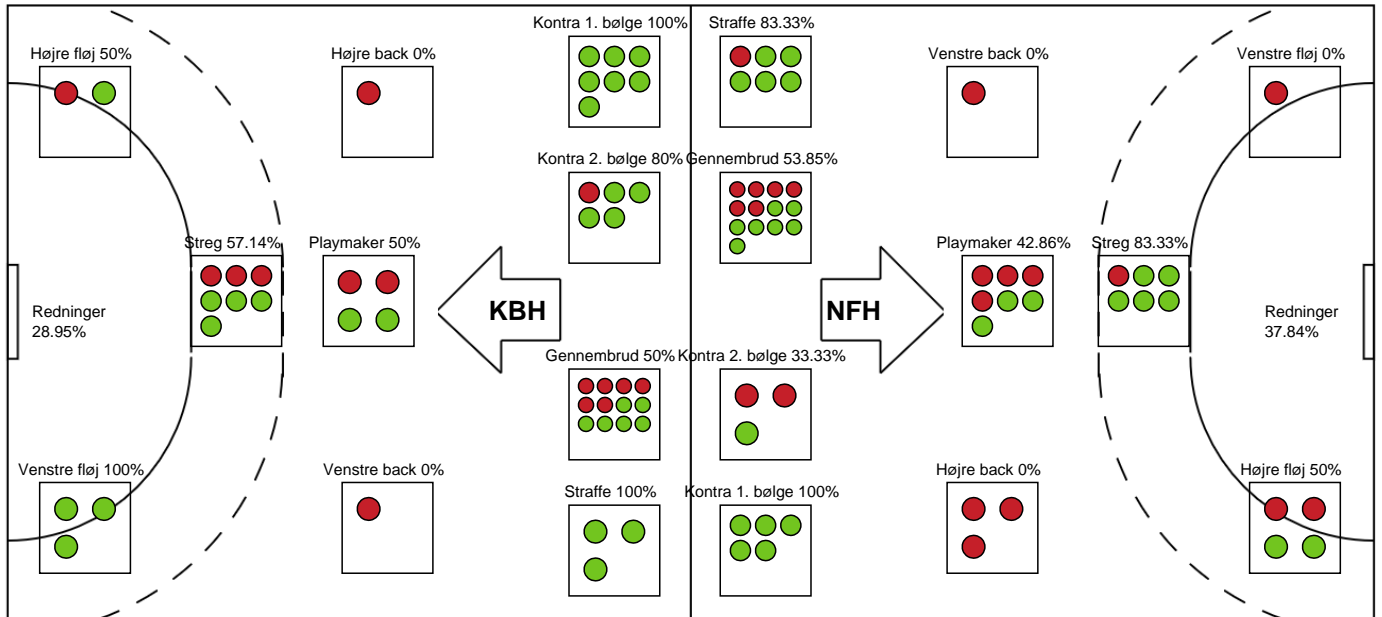 Kontra 1. bølge 100%
Straffe 83.33%
Højre fløj 50%
Højre back 0%
Venstre back 0%
Venstre fløj 0%
Kontra 2. bølge 80%
Gennembrud 53.85%
Streg 57.14%
Playmaker 50%
Playmaker 42.86%
Streg 83.33%
Redninger
28.95%
KBH
NFH
Redninger
37.84%
Gennembrud 50%
Kontra 2. bølge 33.33%
Venstre fløj 100%
Venstre back 0%
Højre back 0%
Højre fløj 50%
Straffe 100%
Kontra 1. bølge 100%